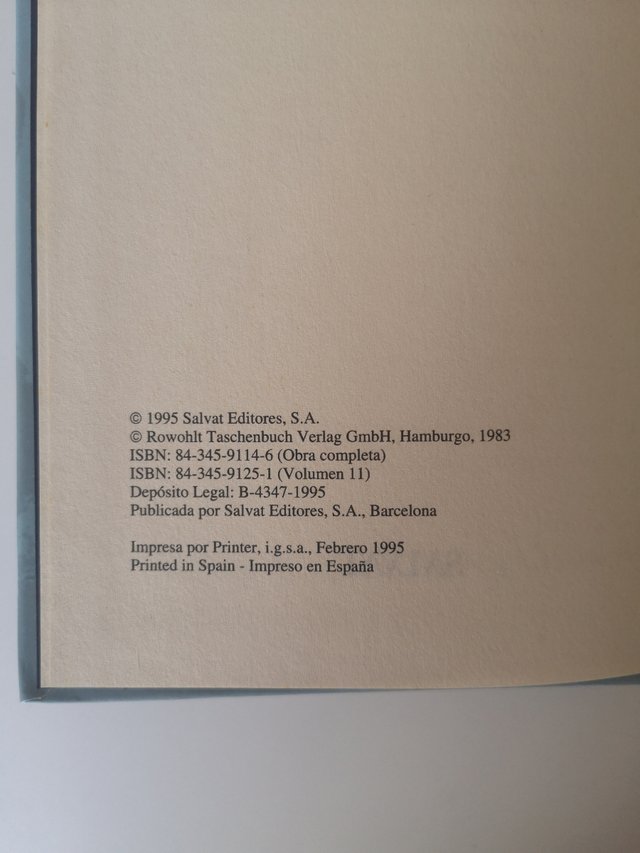 © 1995 Salvat Editores, S.A.
© Rowohlt Taschenbuch Verlag GmbH, Hamburgo, 1983
ISBN: 84-345-9114-6 (Obra completa)
ISBN: 84-345-9125-1 (Volumen 11)
Depósito Legal: B-4347-1995
Publicada por Salvat Editores, S.A., Barcelona
Impresa por Printer, i.g.s.a., Febrero 1995
Printed in Spain - Impreso en España